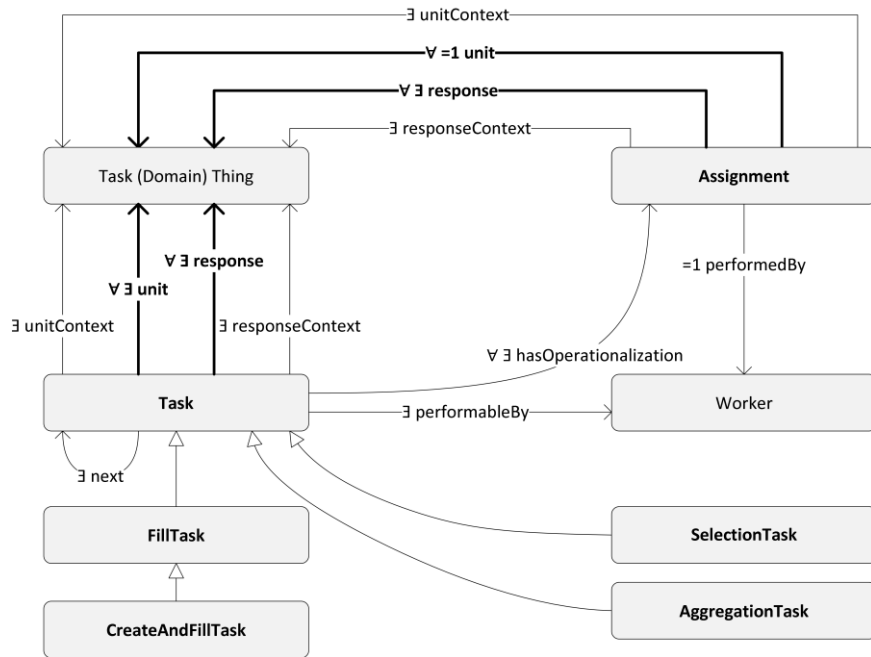 ∃ unitContext
∀ =1 unit
∀ ∃ response
∃ responseContext
Task (Domain) Thing
Assignment
∀ ∃ response
∀ ∃ unit
=1 performedBy
∃ unitContext
∃ responseContext
∀ ∃ hasOperationalization
Task
∃ performableBy
Worker
∃ next
FillTask
SelectionTask
AggregationTask
CreateAndFillTask